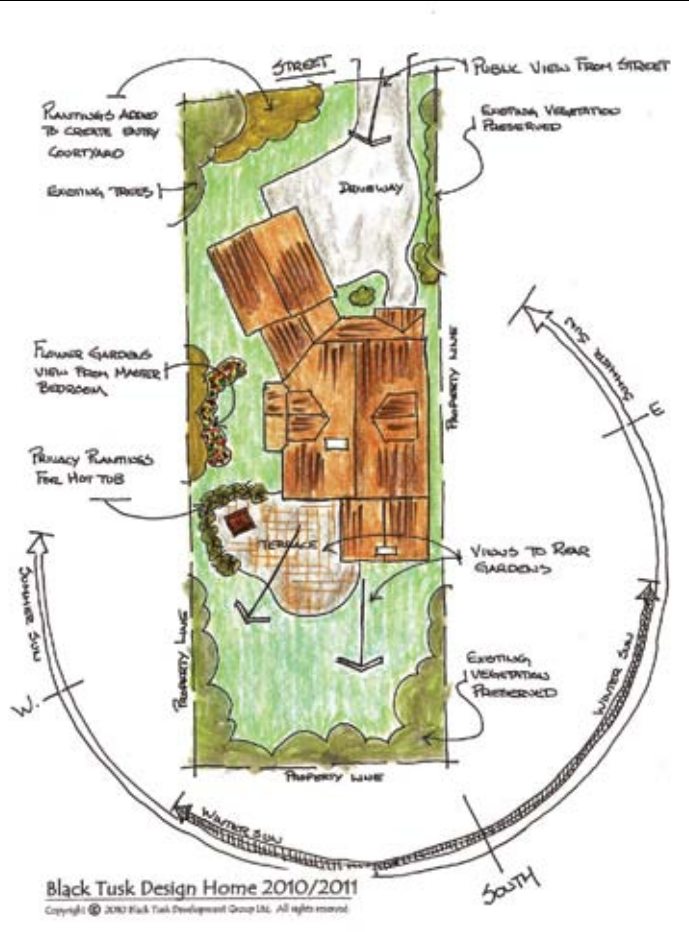 STREET
PUBLIC VIEW FROM STREET
PLANTINGS ADDED
TO CREATE ENTRY
COURTYARD
EXISTING VEGETATION
PRESERVED
EXISTING TREES
DRIVEWAY
SUMMER SUN
E
PROPERTY LINE
FLOWER GARDENS
VIEW FROM MASTER
BEDROOM
PRIVACY PLANTINGS
FOR HOT TUB
TERRACE
VIEWS TO REAR
GARDENS
SUMMER SUN
W.
PROPERTY LINE
EXISTING
VEGETATION
PRESERVED
WINTER SUN
PROPERTY LINE
WINTER SUN
SOUTH
Black Tusk Design Home 2010/2011
Copyright © 2010 Black Tusk Development Group Ltd. All rights reserved.